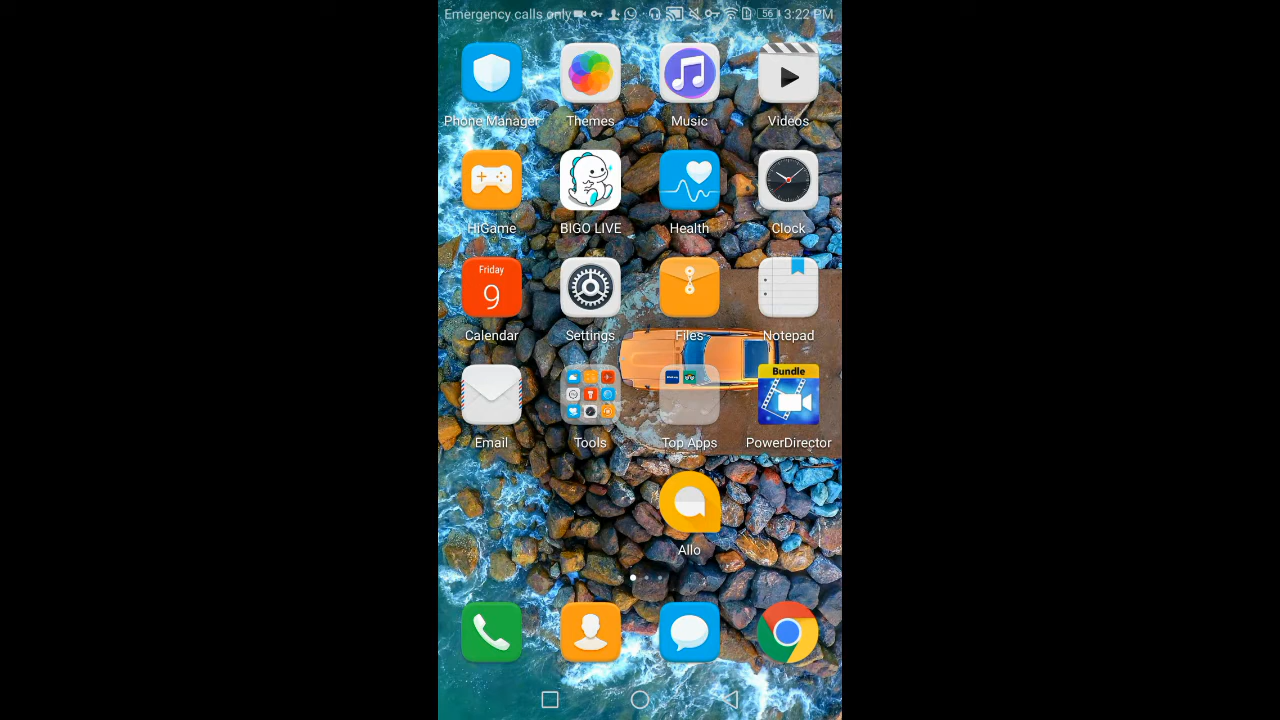 Emergency calls only 56 3:22 PM
Phone Manager Themes Music Videos
HiGame BIGO LIVE Health Clock
Friday
9
Calendar Settings Files Notepad
Bundle
Email Tools Top Apps PowerDirector
Allo